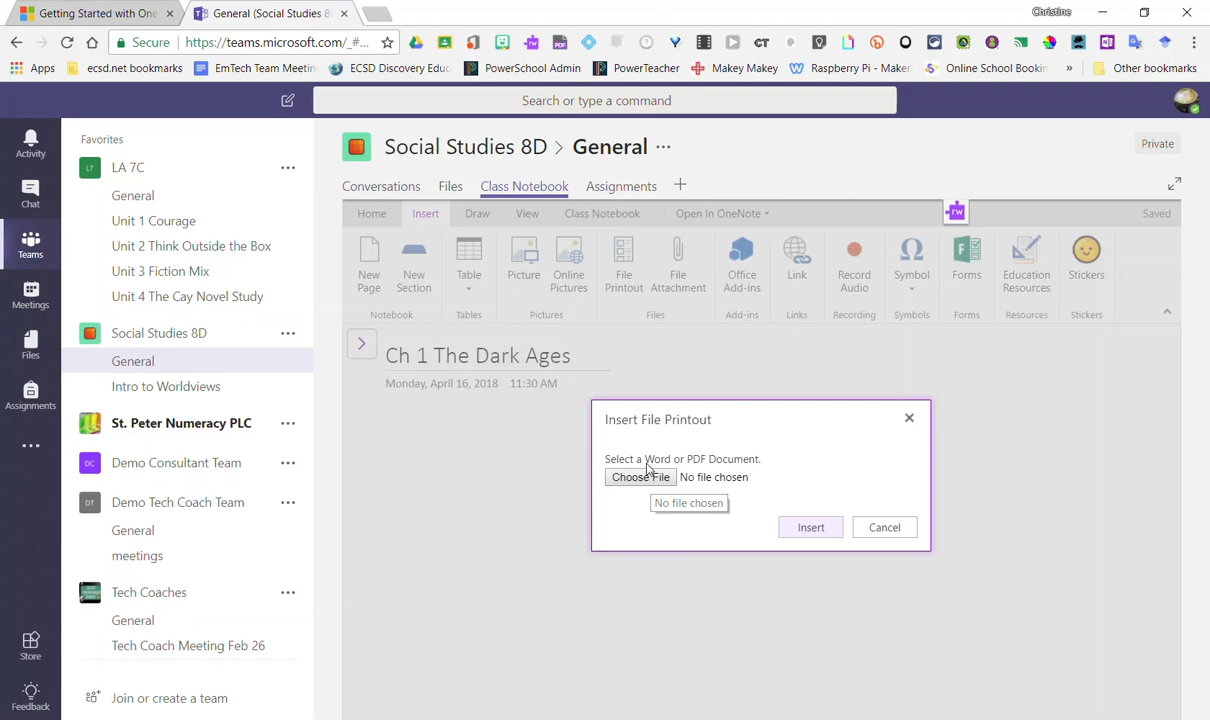 Getting Started with One
General (Social Studies 8
Christine
Secure
https://teams.microsoft.com/_#...
Apps
ecsd.net bookmarks
EmTech Team Meetin
ECSD Discovery Educ
PowerSchool Admin
PowerTeacher
Makey Makey
Raspberry Pi - Maker
Online School Bookin
»
Other bookmarks
Search or type a command
Activity
Chat
Teams
Meetings
Files
Assignments
Store
Feedback
Favorites
L7
LA 7C
General
Unit 1 Courage
Unit 2 Think Outside the Box
Unit 3 Fiction Mix
Unit 4 The Cay Novel Study
Social Studies 8D
General
Intro to Worldviews
St. Peter Numeracy PLC
DC
Demo Consultant Team
DT
Demo Tech Coach Team
General
meetings
Tech Coaches
General
Tech Coach Meeting Feb 26
Join or create a team
Social Studies 8D > General ···
Private
Conversations
Files
Class Notebook
Assignments
Home
Insert
Draw
View
Class Notebook
Open In OneNote
rw
Saved
New Page
New Section
Table
Picture
Online Pictures
File Printout
File Attachment
Office Add-ins
Link
Record Audio
Symbol
Forms
Education Resources
Stickers
Notebook
Tables
Pictures
Files
Add-ins
Links
Recording
Symbols
Forms
Resources
Stickers
Ch 1 The Dark Ages
Monday, April 16, 2018 11:30 AM
Insert File Printout
Select a Word or PDF Document.
Choose File
No file chosen
No file chosen
Insert
Cancel